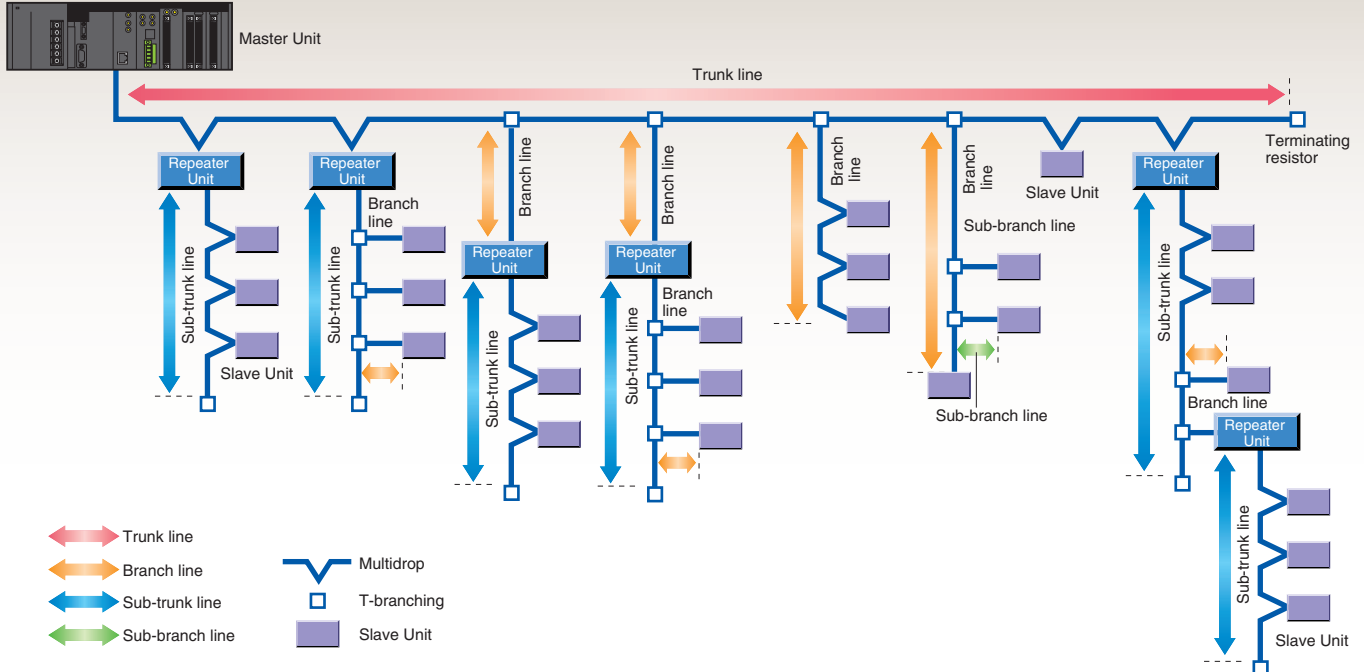 Master Unit
Trunk line
Terminating
resistor
Repeater
Unit
Sub-trunk line
Slave Unit
Repeater
Unit
Branch
line
Sub-trunk line
Branch line
Repeater
Unit
Sub-trunk line
Branch line
Repeater
Unit
Branch
line
Sub-trunk line
Branch
line
Branch
line
Sub-branch line
Sub-branch line
Slave Unit
Repeater
Unit
Sub-trunk line
Branch line
Repeater
Unit
Sub-trunk line
Slave Unit
Trunk line
Branch line
Sub-trunk line
Sub-branch line
Multidrop
T-branching
Slave Unit